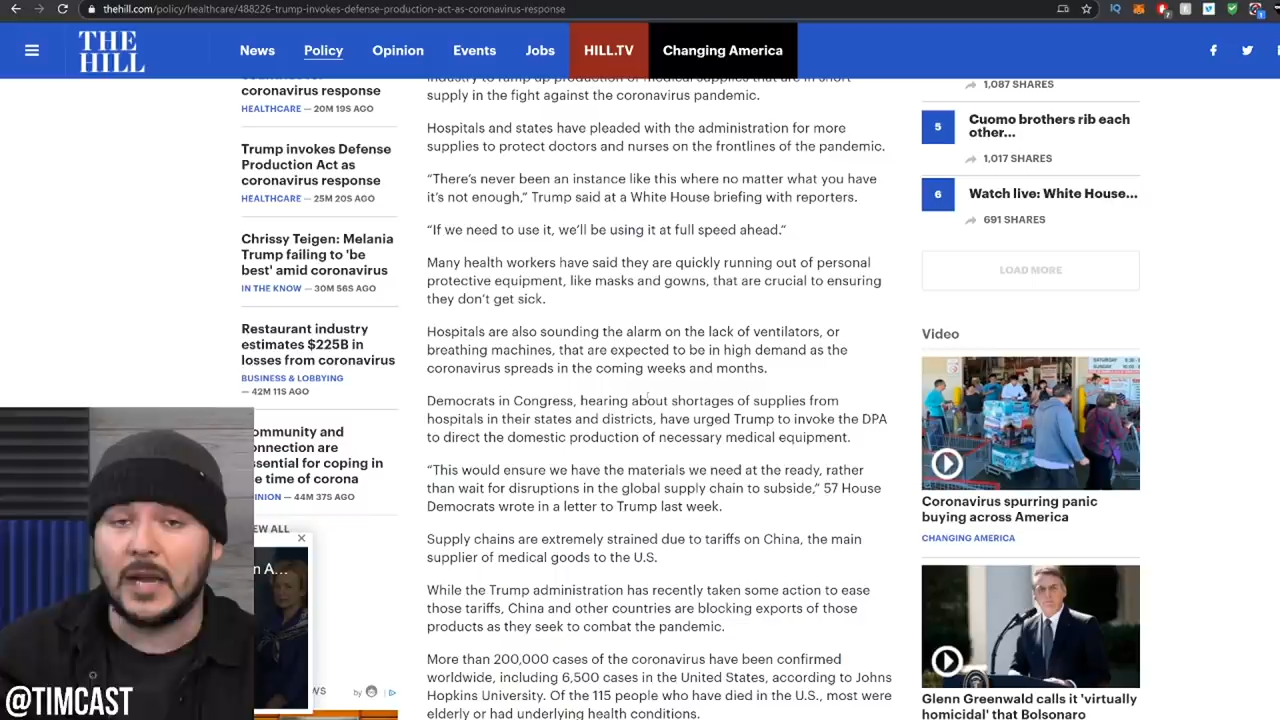 thehill.com/policy/healthcare/488226-trump-invokes-defense-production-act-as-coronavirus-response
THE
HILL
News
Policy
Opinion
Events
Jobs
HILL.TV
Changing America
coronavirus response
HEALTHCARE — 20M 19S AGO
Trump invokes Defense
Production Act as
coronavirus response
HEALTHCARE — 25M 20S AGO
Chrissy Teigen: Melania
Trump failing to 'be
best' amid coronavirus
IN THE KNOW — 30M 56S AGO
Restaurant industry
estimates $225B in
losses from coronavirus
BUSINESS & LOBBYING
— 42M 11S AGO
ommunity and
onnection are
ssential for coping in
e time of corona
INION — 44M 37S AGO
EW ALL
n A...
by
@TIMCAST
industry to ramp up production of medical supplies that are in short
supply in the fight against the coronavirus pandemic.
Hospitals and states have pleaded with the administration for more
supplies to protect doctors and nurses on the frontlines of the pandemic.
“There’s never been an instance like this where no matter what you have
it’s not enough,” Trump said at a White House briefing with reporters.
“If we need to use it, we’ll be using it at full speed ahead.”
Many health workers have said they are quickly running out of personal
protective equipment, like masks and gowns, that are crucial to ensuring
they don’t get sick.
Hospitals are also sounding the alarm on the lack of ventilators, or
breathing machines, that are expected to be in high demand as the
coronavirus spreads in the coming weeks and months.
Democrats in Congress, hearing about shortages of supplies from
hospitals in their states and districts, have urged Trump to invoke the DPA
to direct the domestic production of necessary medical equipment.
“This would ensure we have the materials we need at the ready, rather
than wait for disruptions in the global supply chain to subside,” 57 House
Democrats wrote in a letter to Trump last week.
Supply chains are extremely strained due to tariffs on China, the main
supplier of medical goods to the U.S.
While the Trump administration has recently taken some action to ease
those tariffs, China and other countries are blocking exports of those
products as they seek to combat the pandemic.
More than 200,000 cases of the coronavirus have been confirmed
worldwide, including 6,500 cases in the United States, according to Johns
Hopkins University. Of the 115 people who have died in the U.S., most were
elderly or had underlying health conditions.
1,087 SHARES
5
Cuomo brothers rib each
other...
1,017 SHARES
6
Watch live: White House...
691 SHARES
LOAD MORE
Video
Coronavirus spurring panic
buying across America
CHANGING AMERICA
Glenn Greenwald calls it 'virtually
homicidal' that Bolsonaro